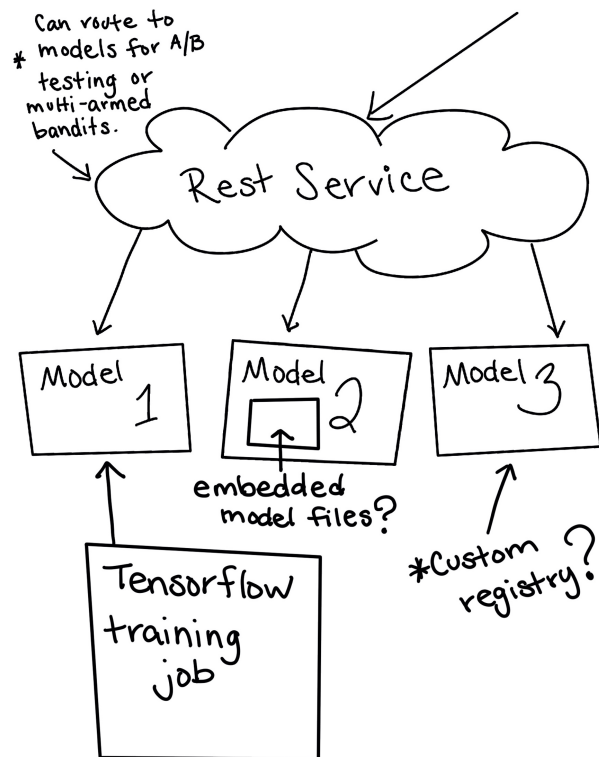 Can route to
* models for A/B
testing or
multi-armed
bandits.
Rest Service
Model
1
Model
2
Model 3
embedded
model files?
*Custom
registry?
Tensorflow
training
job